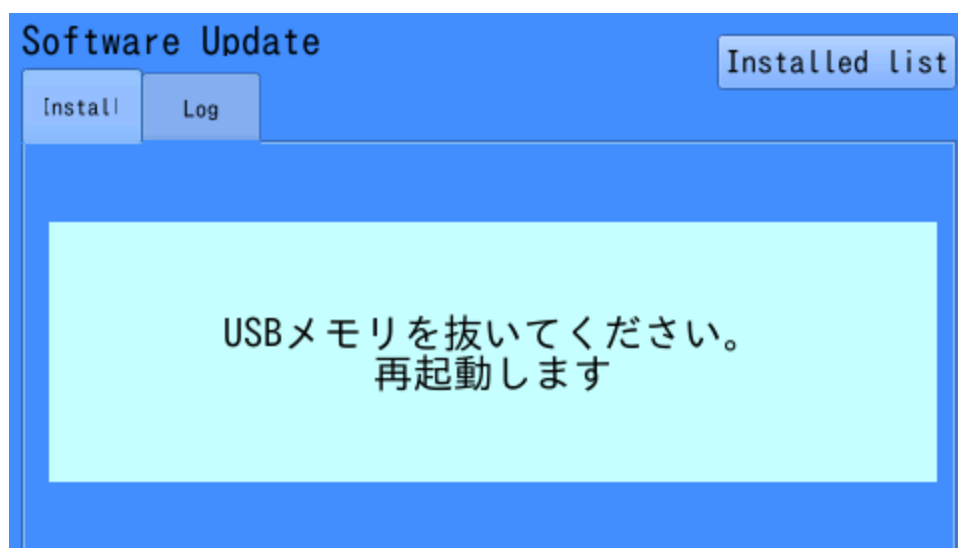 Software Update
Installed list
Install
Log
USBメモリを抜いてください。
再起動します